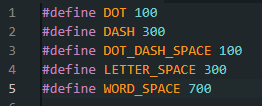 1 #define DOT 100
2 #define DASH 300
3 #define DOT_DASH_SPACE 100
4 #define LETTER_SPACE 300
5 #define WORD_SPACE 700